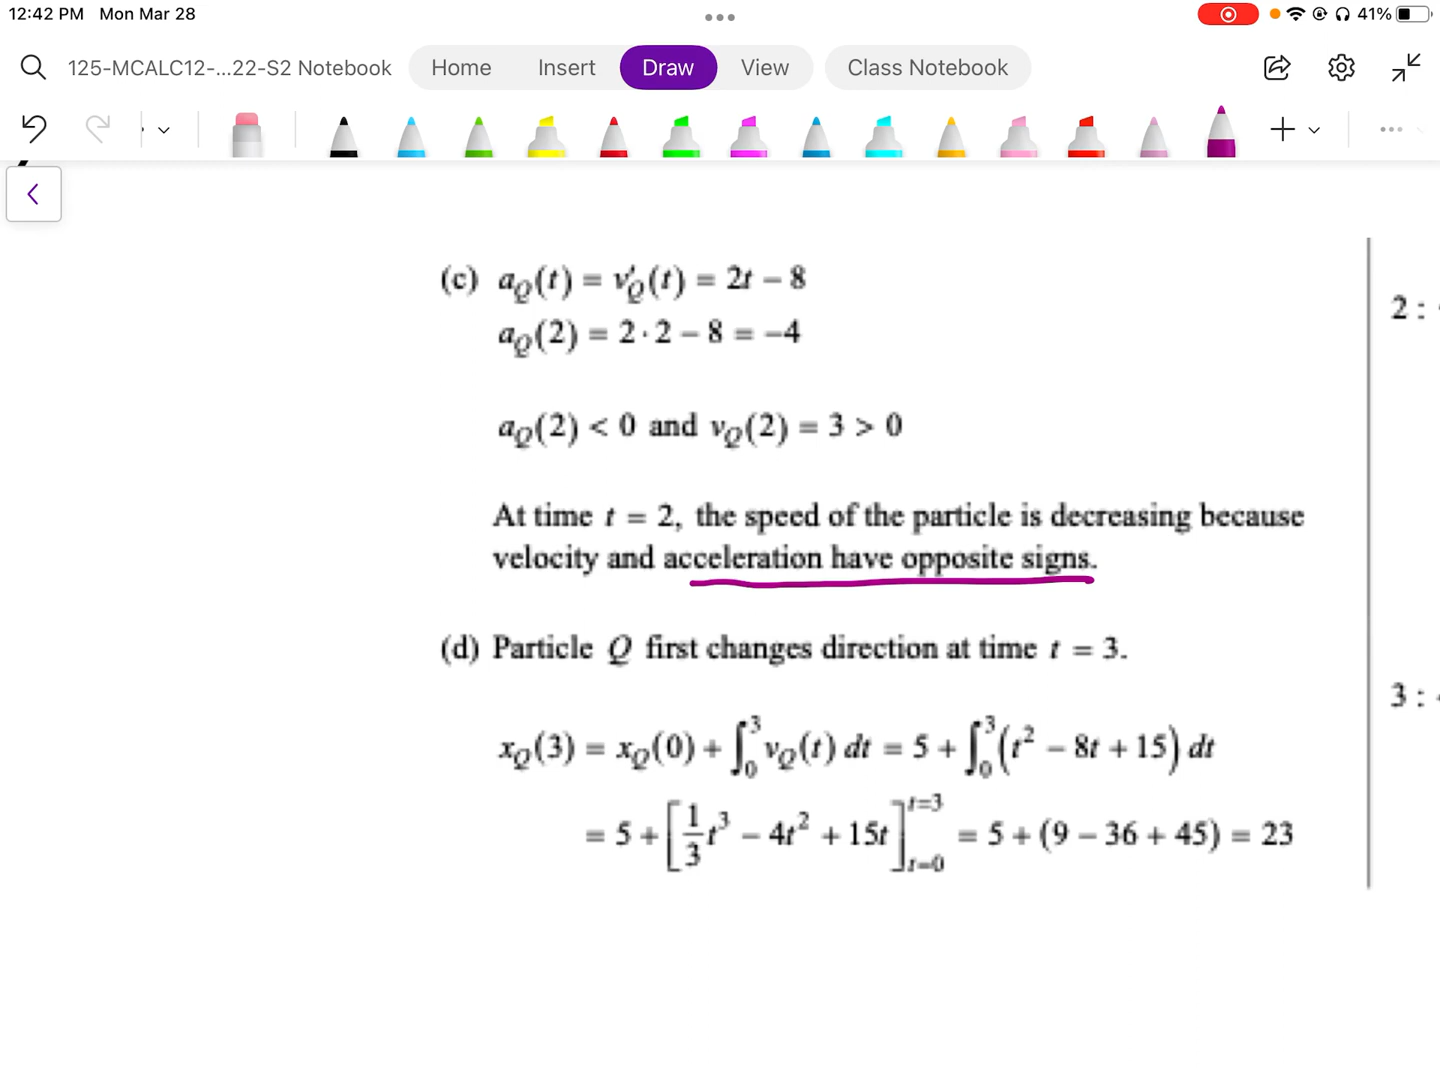 12:42 PM Mon Mar 28
41%
125-MCALC12-...22-S2 Notebook Home Insert Draw View Class Notebook
(c) a_Q(t) = v'_Q(t) = 2t − 8
2 :
a_Q(2) = 2 · 2 − 8 = −4
a_Q(2) < 0 and v_Q(2) = 3 > 0
At time t = 2, the speed of the particle is decreasing because
velocity and acceleration have opposite signs.
(d) Particle Q first changes direction at time t = 3.
3 :
x_Q(3) = x_Q(0) + ∫_0^3 v_Q(t) dt = 5 + ∫_0^3 (t² − 8t + 15) dt
= 5 + [1/3 t³ − 4t² + 15t]_{t=0}^{t=3} = 5 + (9 − 36 + 45) = 23